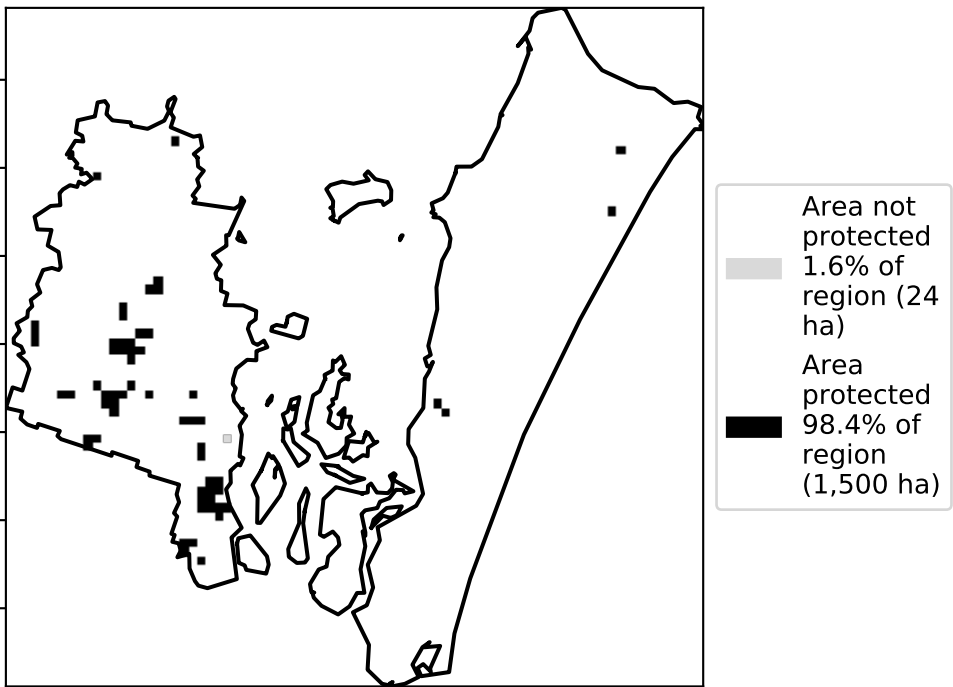 Area not
protected
1.6% of
region (24
ha)
Area
protected
98.4% of
region
(1,500 ha)